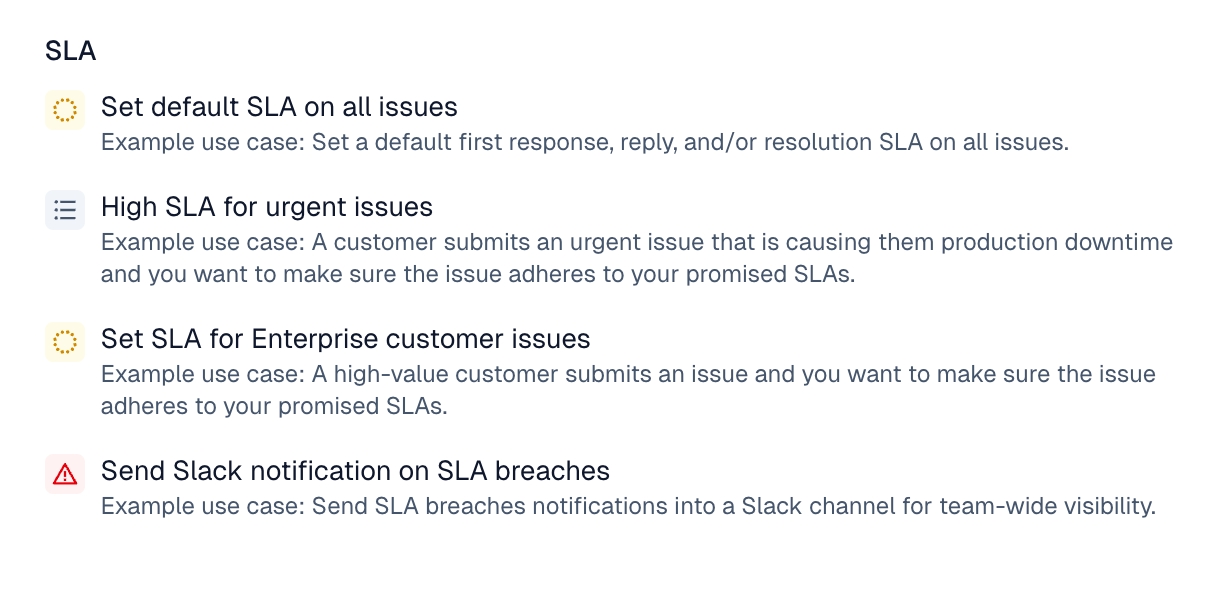 SLA
Set default SLA on all issues
Example use case: Set a default first response, reply, and/or resolution SLA on all issues.
High SLA for urgent issues
Example use case: A customer submits an urgent issue that is causing them production downtime
and you want to make sure the issue adheres to your promised SLAs.
Set SLA for Enterprise customer issues
Example use case: A high-value customer submits an issue and you want to make sure the issue
adheres to your promised SLAs.
Send Slack notification on SLA breaches
Example use case: Send SLA breaches notifications into a Slack channel for team-wide visibility.